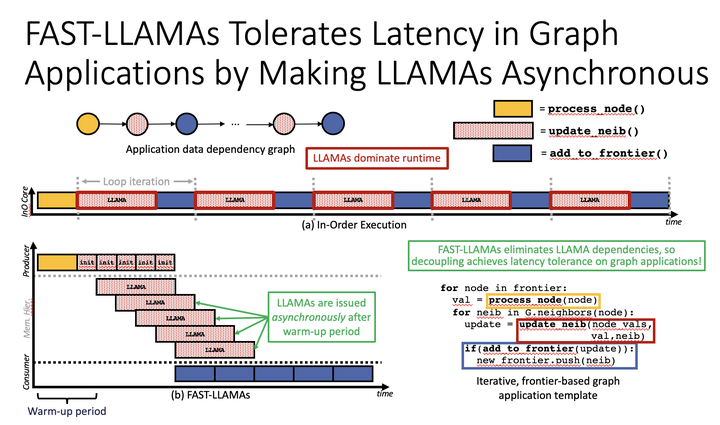 FAST-LLAMAs Tolerates Latency in Graph
Applications by Making LLAMAs Asynchronous
...
Application data dependency graph
LLAMAs dominate runtime
= process_node()
= update_neib()
= add_to_frontier()
Loop iteration
InO Core
LLAMA
LLAMA
LLAMA
LLAMA
LLAMA
time
(a) In-Order Execution
Producer
init init init init init
Mem. Hier.
LLAMA
LLAMA
LLAMA
LLAMA
LLAMA
LLAMAs are issued
asynchronously after
warm-up period
Consumer
time
(b) FAST-LLAMAs
Warm-up period
FAST-LLAMAs eliminates LLAMA dependencies, so
decoupling achieves latency tolerance on graph applications!
for node in frontier:
val = process_node(node)
for neib in G.neighbors(node):
update = update_neib(node_vals,
val,neib)
if(add_to_frontier(update)):
new_frontier.push(neib)
Iterative, frontier-based graph
application template